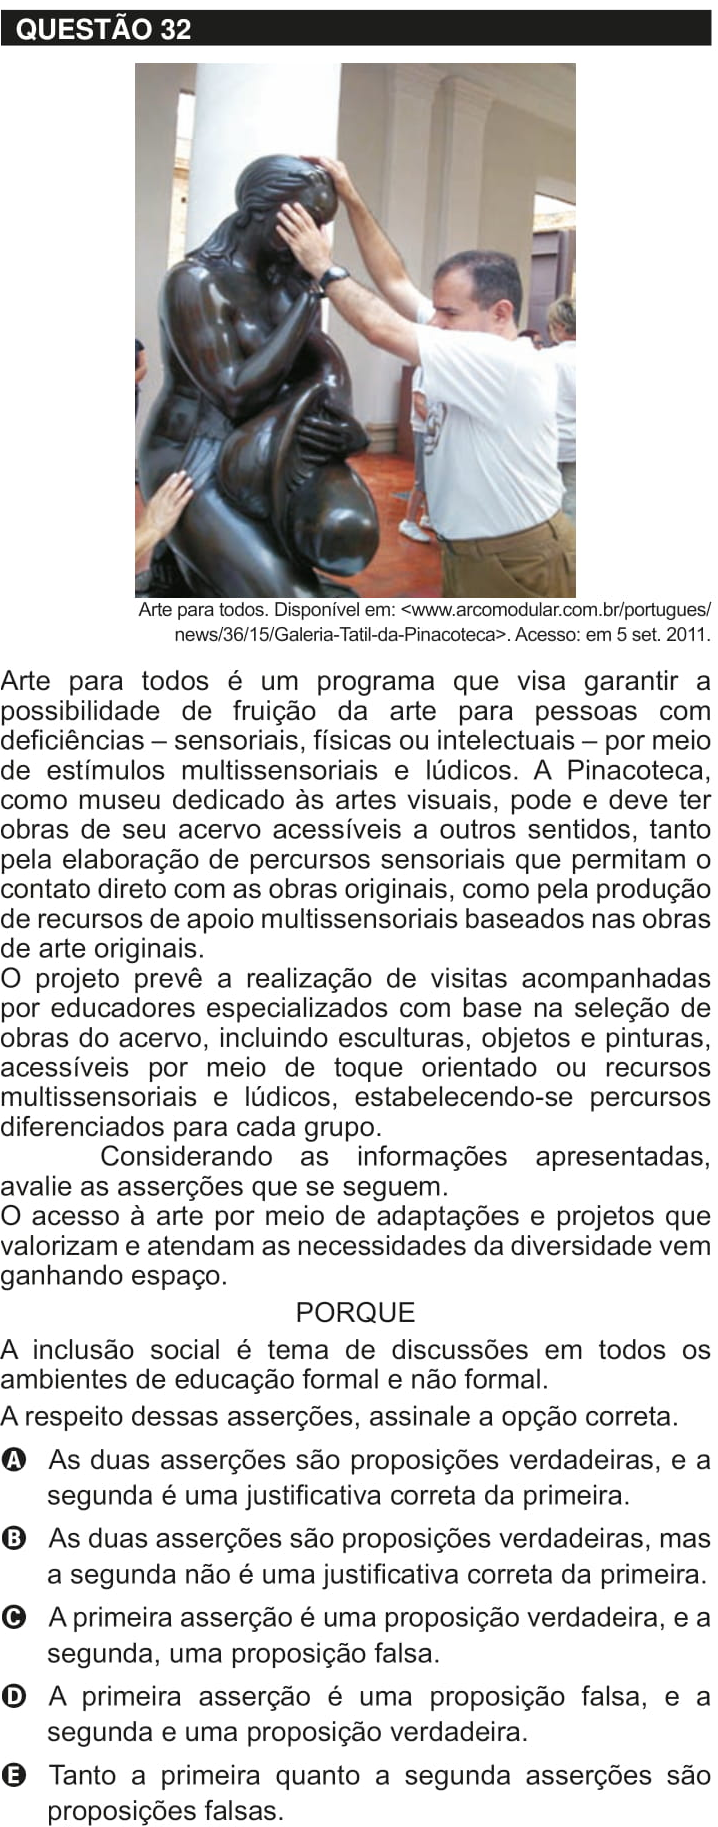 QUESTÃO 32
Arte para todos. Disponível em: <www.arcomodular.com.br/portugues/
news/36/15/Galeria-Tatil-da-Pinacoteca>. Acesso: em 5 set. 2011.
Arte para todos é um programa que visa garantir a
possibilidade de fruição da arte para pessoas com
deficiências – sensoriais, físicas ou intelectuais – por meio
de estímulos multissensoriais e lúdicos. A Pinacoteca,
como museu dedicado às artes visuais, pode e deve ter
obras de seu acervo acessíveis a outros sentidos, tanto
pela elaboração de percursos sensoriais que permitam o
contato direto com as obras originais, como pela produção
de recursos de apoio multissensoriais baseados nas obras
de arte originais.
O projeto prevê a realização de visitas acompanhadas
por educadores especializados com base na seleção de
obras do acervo, incluindo esculturas, objetos e pinturas,
acessíveis por meio de toque orientado ou recursos
multissensoriais e lúdicos, estabelecendo-se percursos
diferenciados para cada grupo.
Considerando as informações apresentadas,
avalie as asserções que se seguem.
O acesso à arte por meio de adaptações e projetos que
valorizam e atendam as necessidades da diversidade vem
ganhando espaço.
PORQUE
A inclusão social é tema de discussões em todos os
ambientes de educação formal e não formal.
A respeito dessas asserções, assinale a opção correta.
A As duas asserções são proposições verdadeiras, e a
segunda é uma justificativa correta da primeira.
B As duas asserções são proposições verdadeiras, mas
a segunda não é uma justificativa correta da primeira.
C A primeira asserção é uma proposição verdadeira, e a
segunda, uma proposição falsa.
D A primeira asserção é uma proposição falsa, e a
segunda e uma proposição verdadeira.
E Tanto a primeira quanto a segunda asserções são
proposições falsas.